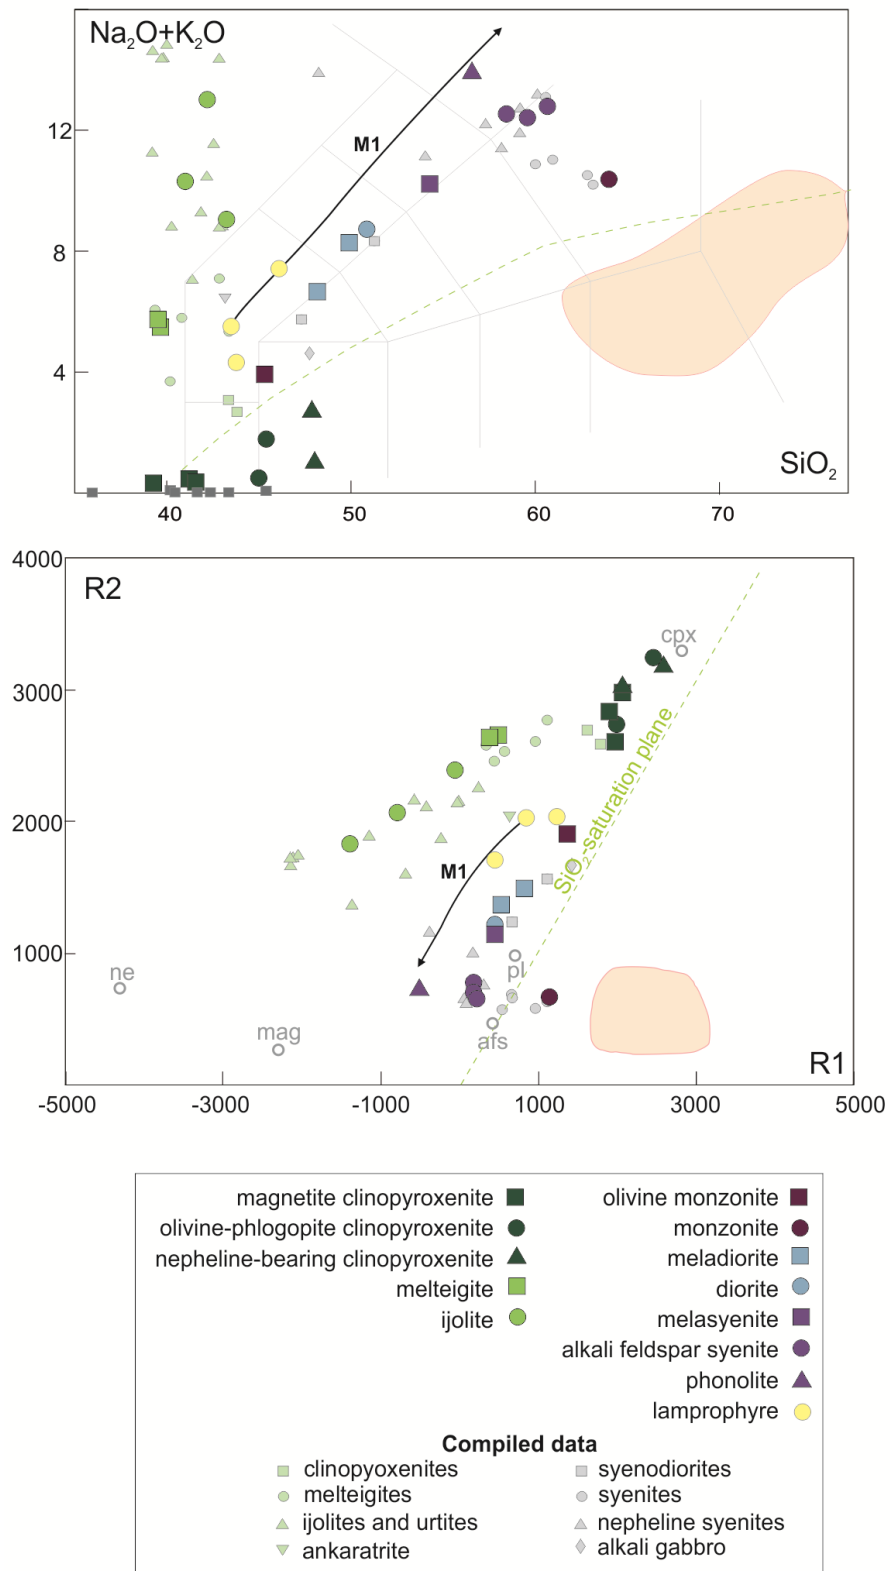 Na₂O+K₂O
12
M1
8
4
SiO₂
40 50 60 70
4000
R2
cpx
3000
SiO₂-saturation plane
2000
M1
1000
ne
pl
mag
afs
R1
-5000 -3000 -1000 1000 3000 5000
magnetite clinopyroxenite
olivine-phlogopite clinopyroxenite
nepheline-bearing clinopyroxenite
melteigite
ijolite
olivine monzonite
monzonite
meladiorite
diorite
melasyenite
alkali feldspar syenite
phonolite
lamprophyre
Compiled data
clinopyoxenites
melteigites
ijolites and urtites
ankaratrite
syenodiorites
syenites
nepheline syenites
alkali gabbro